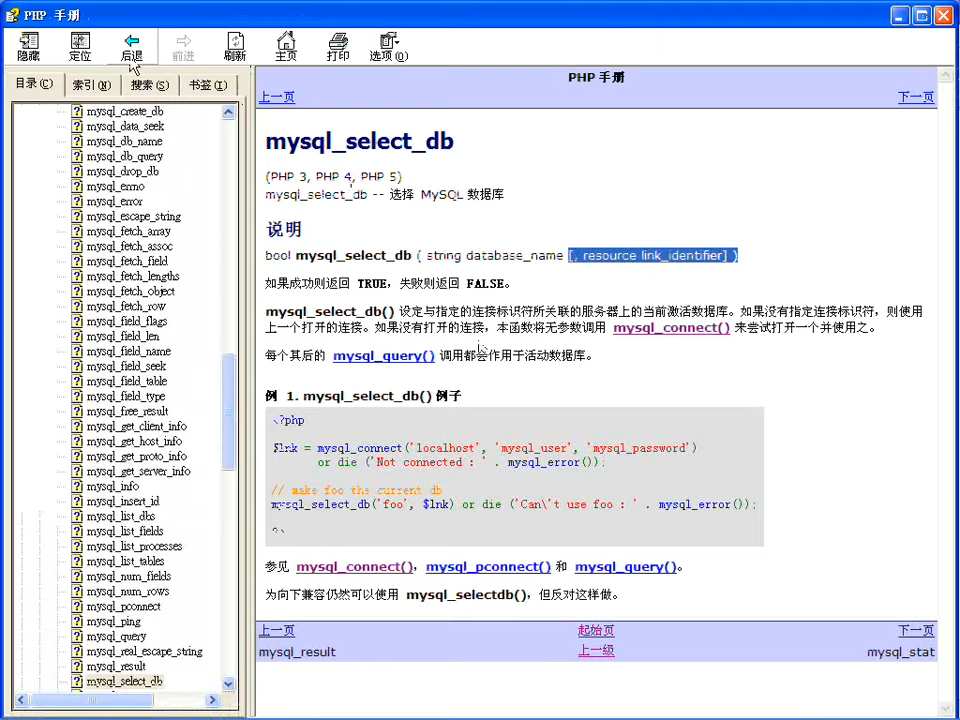 PHP 手册
隐藏 定位 后退 前进 刷新 主页 打印 选项(O)
目录(C) 索引(N) 搜索(S) 书签(I)
mysql_create_db
mysql_data_seek
mysql_db_name
mysql_db_query
mysql_drop_db
mysql_errno
mysql_error
mysql_escape_string
mysql_fetch_array
mysql_fetch_assoc
mysql_fetch_field
mysql_fetch_lengths
mysql_fetch_object
mysql_fetch_row
mysql_field_flags
mysql_field_len
mysql_field_name
mysql_field_seek
mysql_field_table
mysql_field_type
mysql_free_result
mysql_get_client_info
mysql_get_host_info
mysql_get_proto_info
mysql_get_server_info
mysql_info
mysql_insert_id
mysql_list_dbs
mysql_list_fields
mysql_list_processes
mysql_list_tables
mysql_num_fields
mysql_num_rows
mysql_pconnect
mysql_ping
mysql_query
mysql_real_escape_string
mysql_result
mysql_select_db
PHP 手册
上一页 下一页
mysql_select_db
(PHP 3, PHP 4, PHP 5)
mysql_select_db -- 选择 MySQL 数据库
说明
bool mysql_select_db ( string database_name [, resource link_identifier] )
如果成功则返回 TRUE，失败则返回 FALSE。
mysql_select_db() 设定与指定的连接标识符所关联的服务器上的当前激活数据库。如果没有指定连接标识符，则使用
上一个打开的连接。如果没有打开的连接，本函数将无参数调用 mysql_connect() 来尝试打开一个并使用之。
每个其后的 mysql_query() 调用都会作用于活动数据库。
例 1. mysql_select_db() 例子
<?php
$lnk = mysql_connect('localhost', 'mysql_user', 'mysql_password')
or die ('Not connected : ' . mysql_error());
// make foo the current db
mysql_select_db('foo', $lnk) or die ('Can\'t use foo : ' . mysql_error());
?>
参见 mysql_connect()，mysql_pconnect() 和 mysql_query()。
为向下兼容仍然可以使用 mysql_selectdb()，但反对这样做。
上一页 起始页 下一页
mysql_result 上一级 mysql_stat